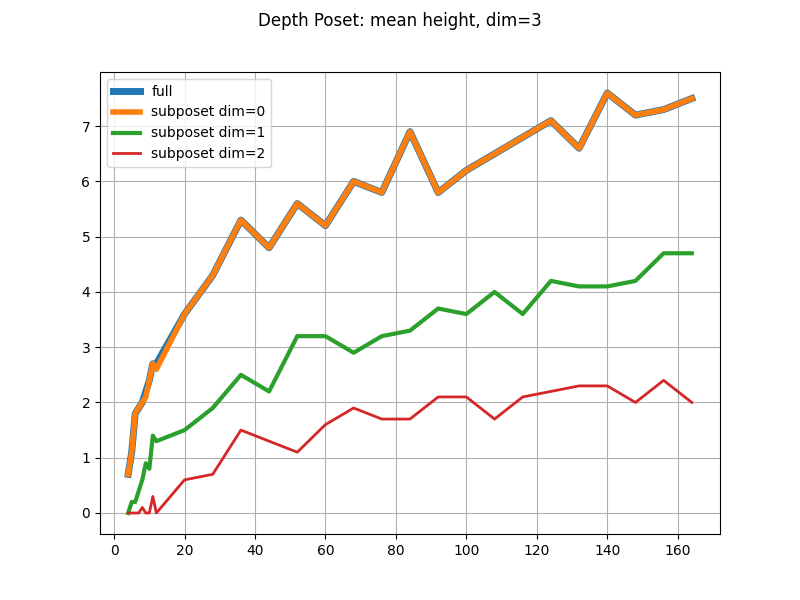 Depth Poset: mean height, dim=3
full
subposet dim=0
subposet dim=1
subposet dim=2
7
6
5
4
3
2
1
0
0 20 40 60 80 100 120 140 160